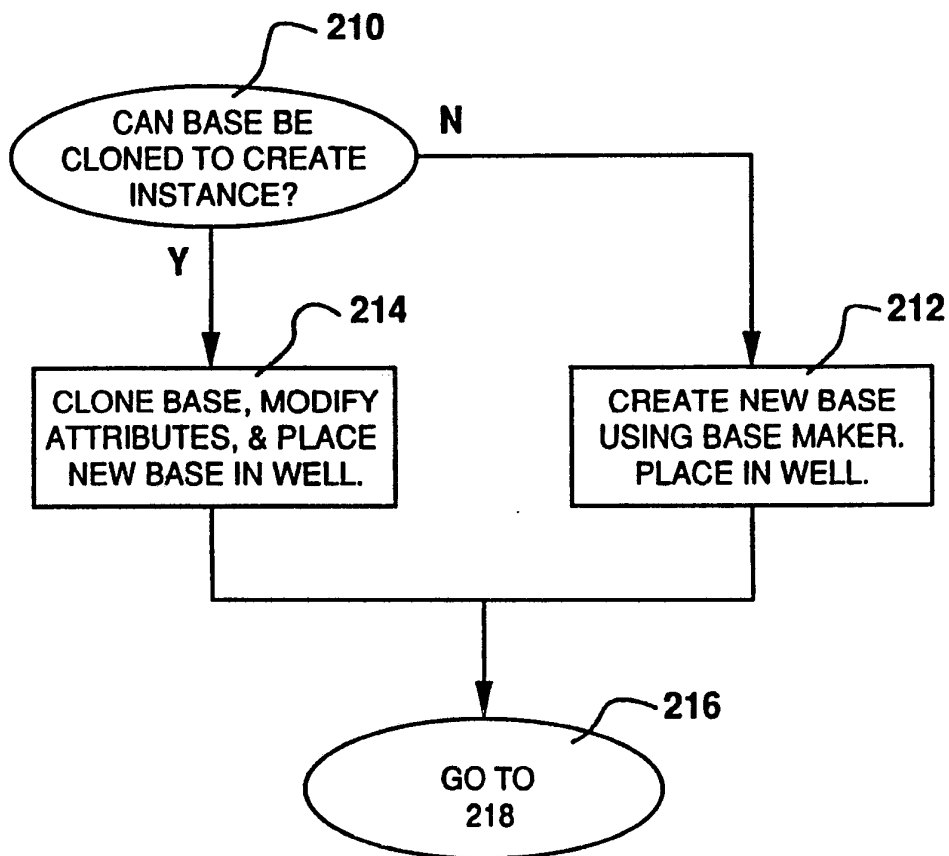 210
CAN BASE BE
CLONED TO CREATE
INSTANCE?
N
Y
214
CLONE BASE, MODIFY
ATTRIBUTES, & PLACE
NEW BASE IN WELL.
212
CREATE NEW BASE
USING BASE MAKER.
PLACE IN WELL.
216
GO TO
218